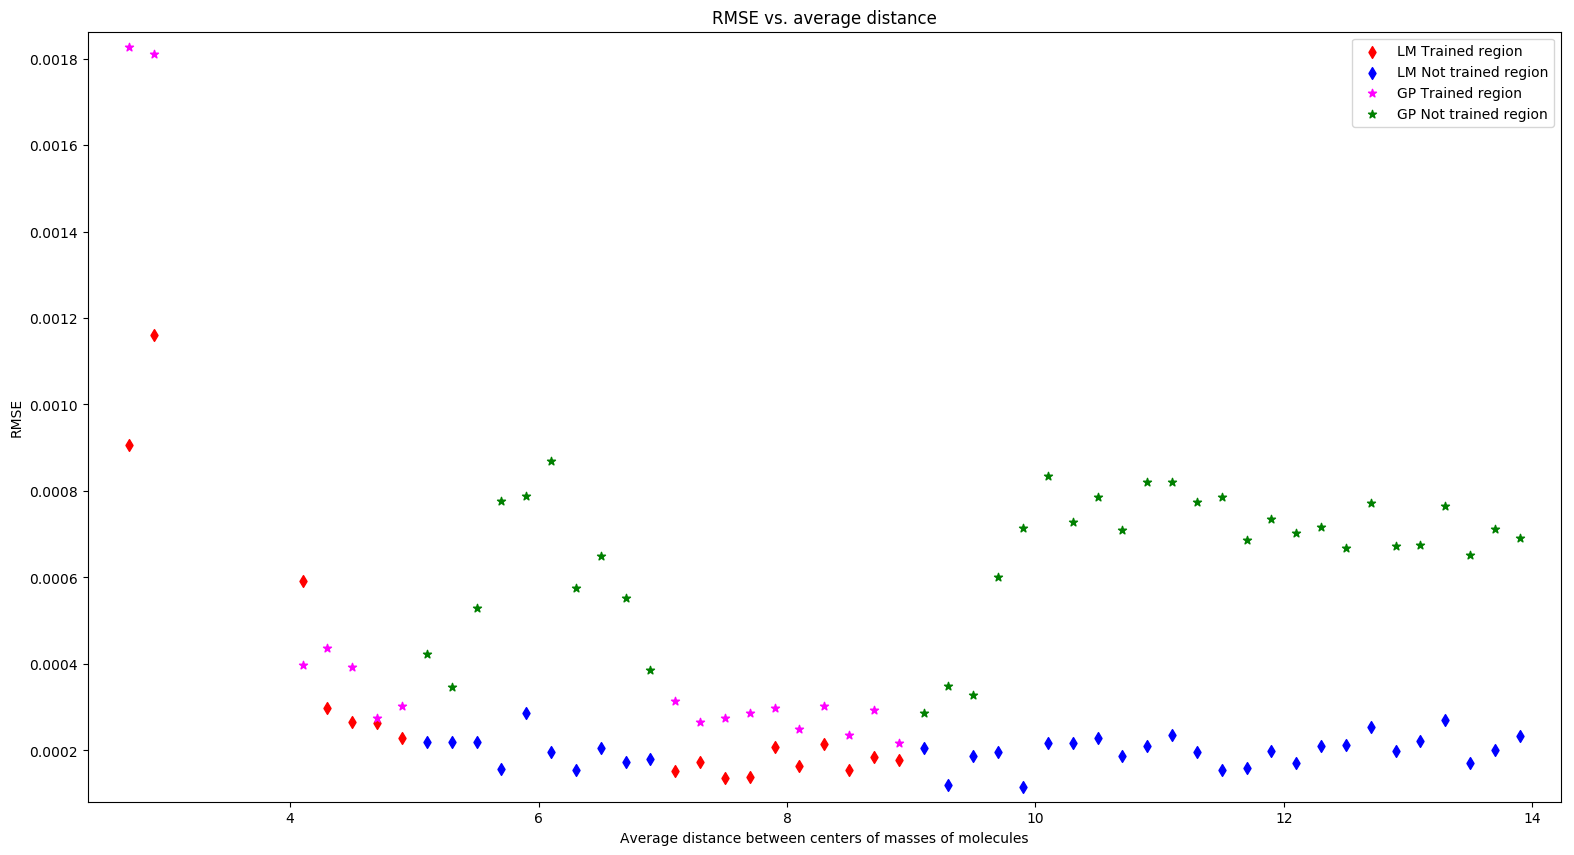 RMSE vs. average distance
LM Trained region
LM Not trained region
GP Trained region
GP Not trained region
RMSE
0.0018
0.0016
0.0014
0.0012
0.0010
0.0008
0.0006
0.0004
0.0002
4 6 8 10 12 14
Average distance between centers of masses of molecules